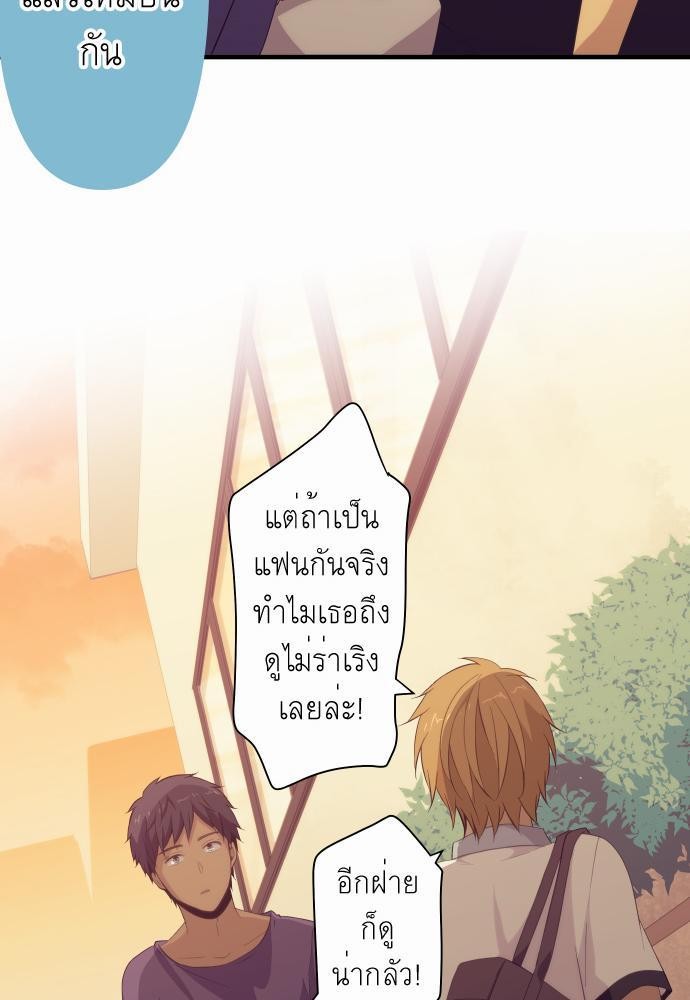 กัน
แต่ถ้าเป็น
แฟนกันจริง
ทำไมเธอถึง
ดูไม่ร่าเริง
เลยล่ะ!
อีกฝ่าย
ก็ดู
น่ากลัว!